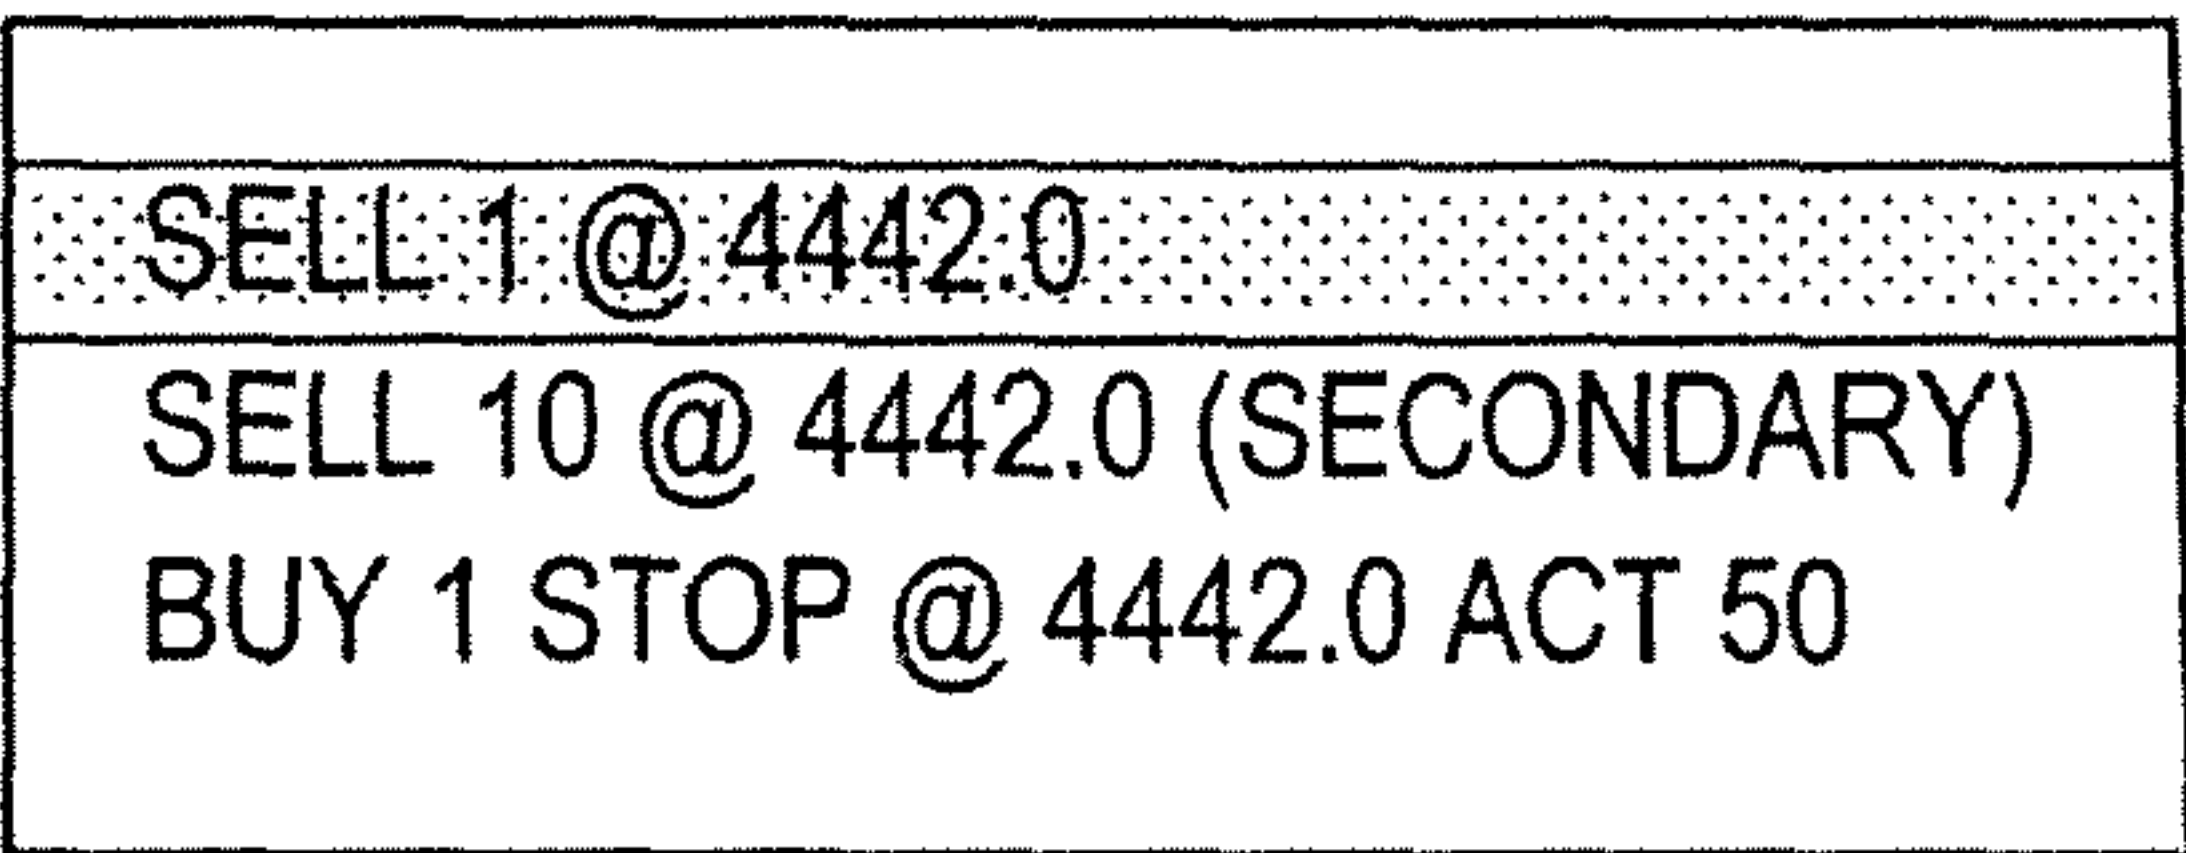 SELL 1 @ 4442.0
SELL 10 @ 4442.0 (SECONDARY)
BUY 1 STOP @ 4442.0 ACT 50